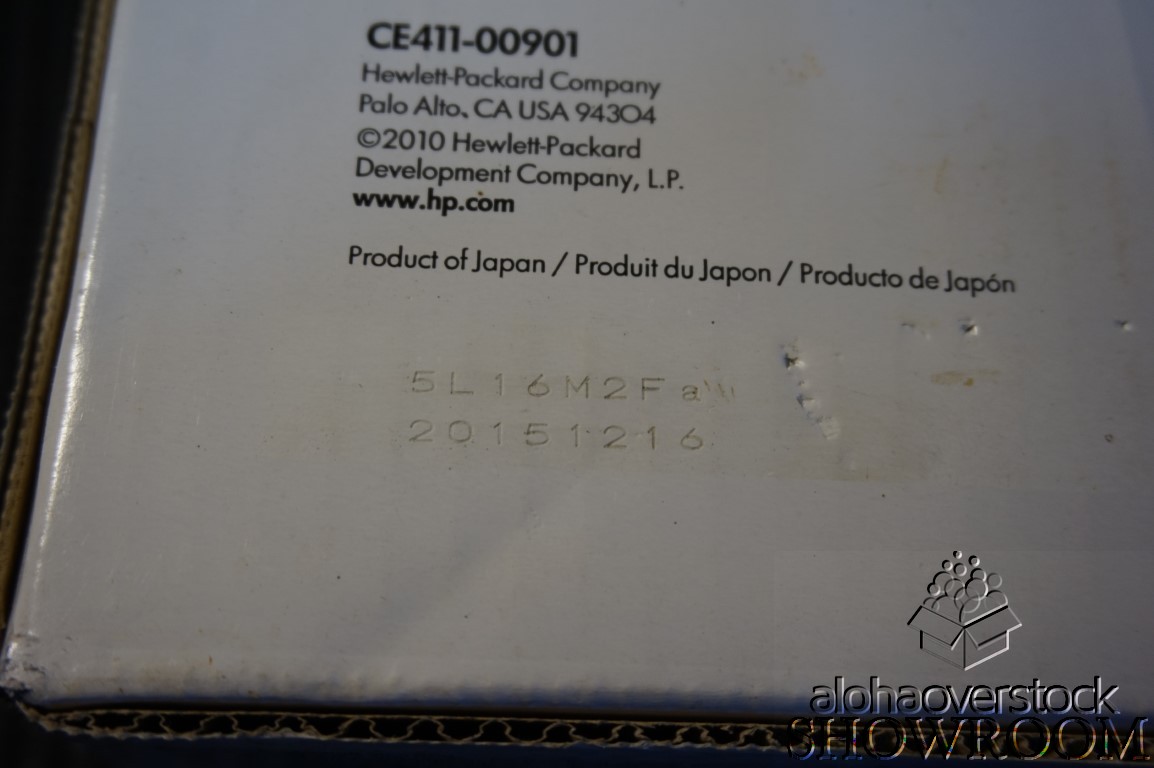 CE411-00901
Hewlett-Packard Company
Palo Alto, CA USA 94304
©2010 Hewlett-Packard
Development Company, L.P.
www.hp.com
Product of Japan / Produit du Japon / Producto de Japón
5L16M2Fa
20151216
alohaoverstock
SHOWROOM